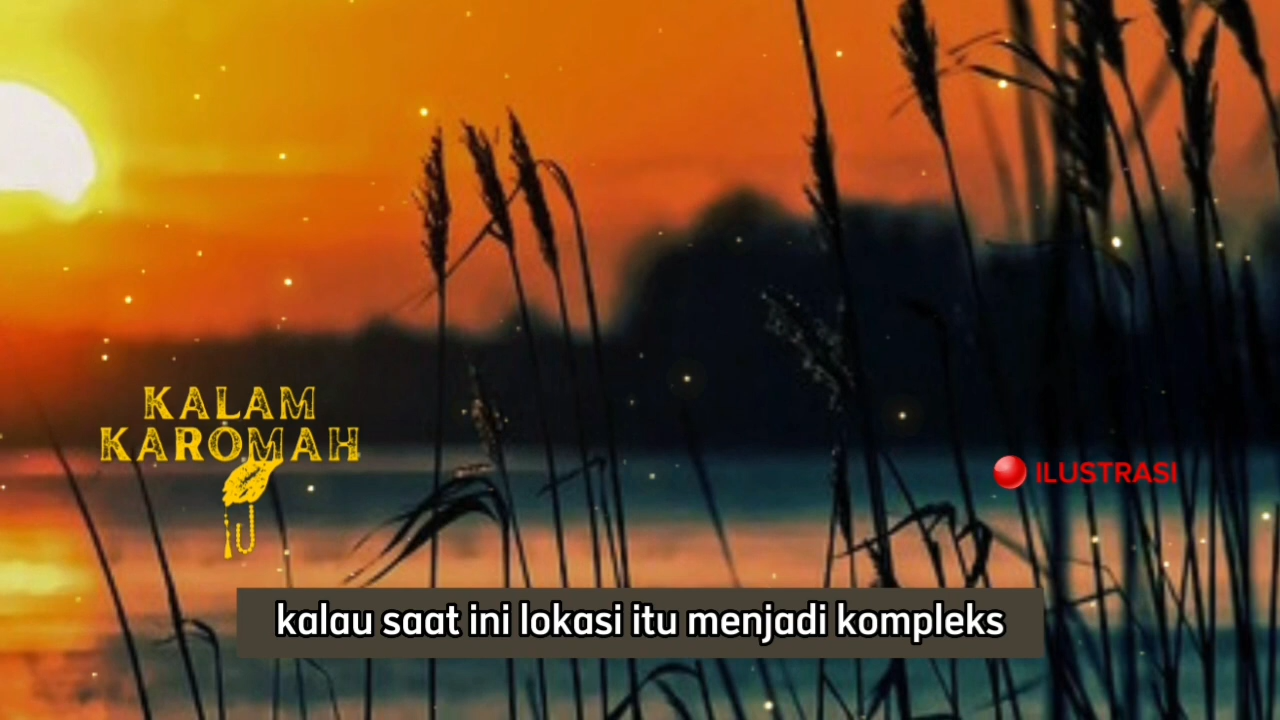 KALAM
KAROMAH
ILUSTRASI
kalau saat ini lokasi itu menjadi kompleks